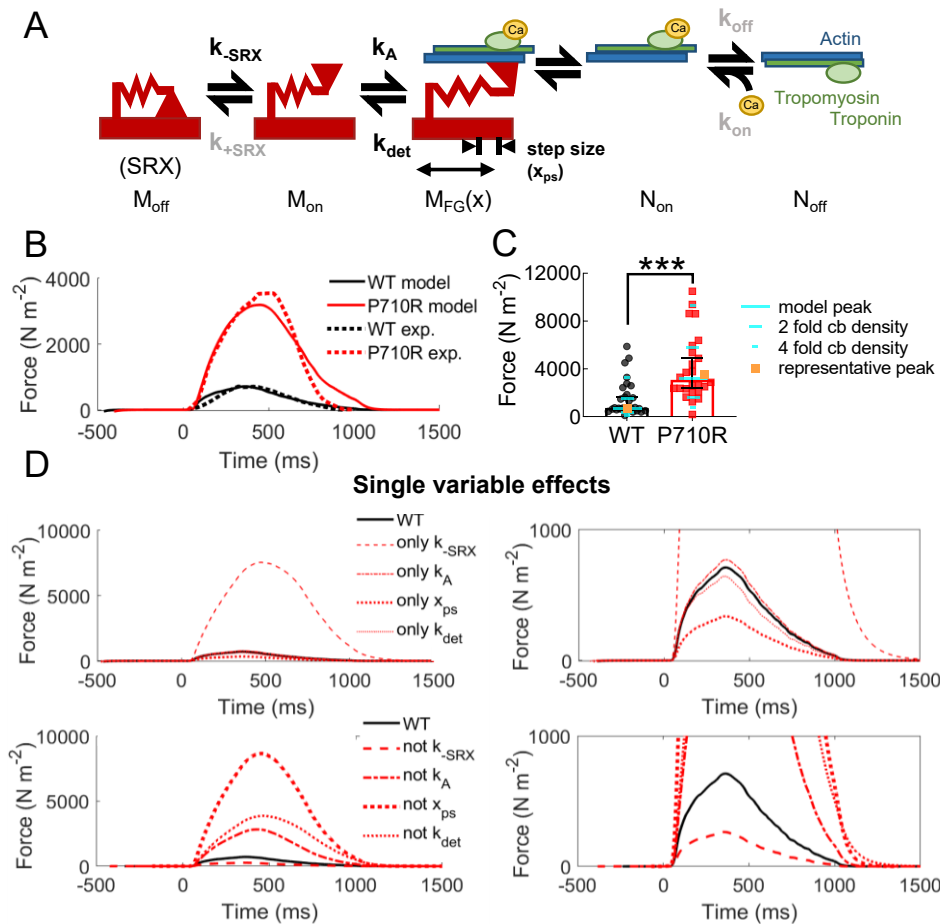 A
k-SRX
k+SRX
kA
kdet
Ca
Ca
koff
kon
Ca
Actin
Tropomyosin
Troponin
step size
(xps)
(SRX)
Moff
Mon
MFG(x)
Non
Noff
B
Force (N m-2)
4000
2000
0
-500 0 500 1000 1500
Time (ms)
WT model
P710R model
WT exp.
P710R exp.
C
***
Force (N m-2)
12000
8000
4000
0
WT P710R
model peak
2 fold cb density
4 fold cb density
representative peak
D
Single variable effects
Force (N m-2)
10000
5000
0
-500 0 500 1000 1500
Time (ms)
WT
only k-SRX
only kA
only xps
only kdet
Force (N m-2)
1000
500
0
-500 0 500 1000 1500
Time (ms)
Force (N m-2)
10000
5000
0
-500 0 500 1000 1500
Time (ms)
WT
not k-SRX
not kA
not xps
not kdet
Force (N m-2)
1000
500
0
-500 0 500 1000 1500
Time (ms)